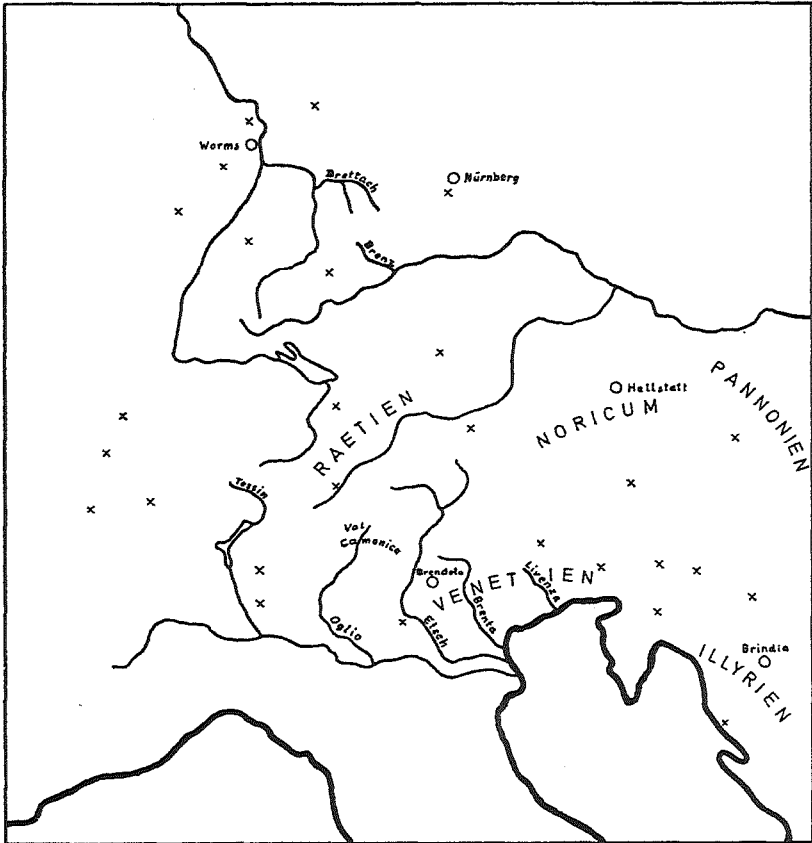 Worms
Brettach
Nürnberg
Brenz
Hallstatt
PANNONIEN
NORICUM
RAETIEN
Tessin
Val
Camonica
Brendola
VENETIEN
Livenza
Brenta
Oglio
Etsch
Brindia
ILLYRIEN